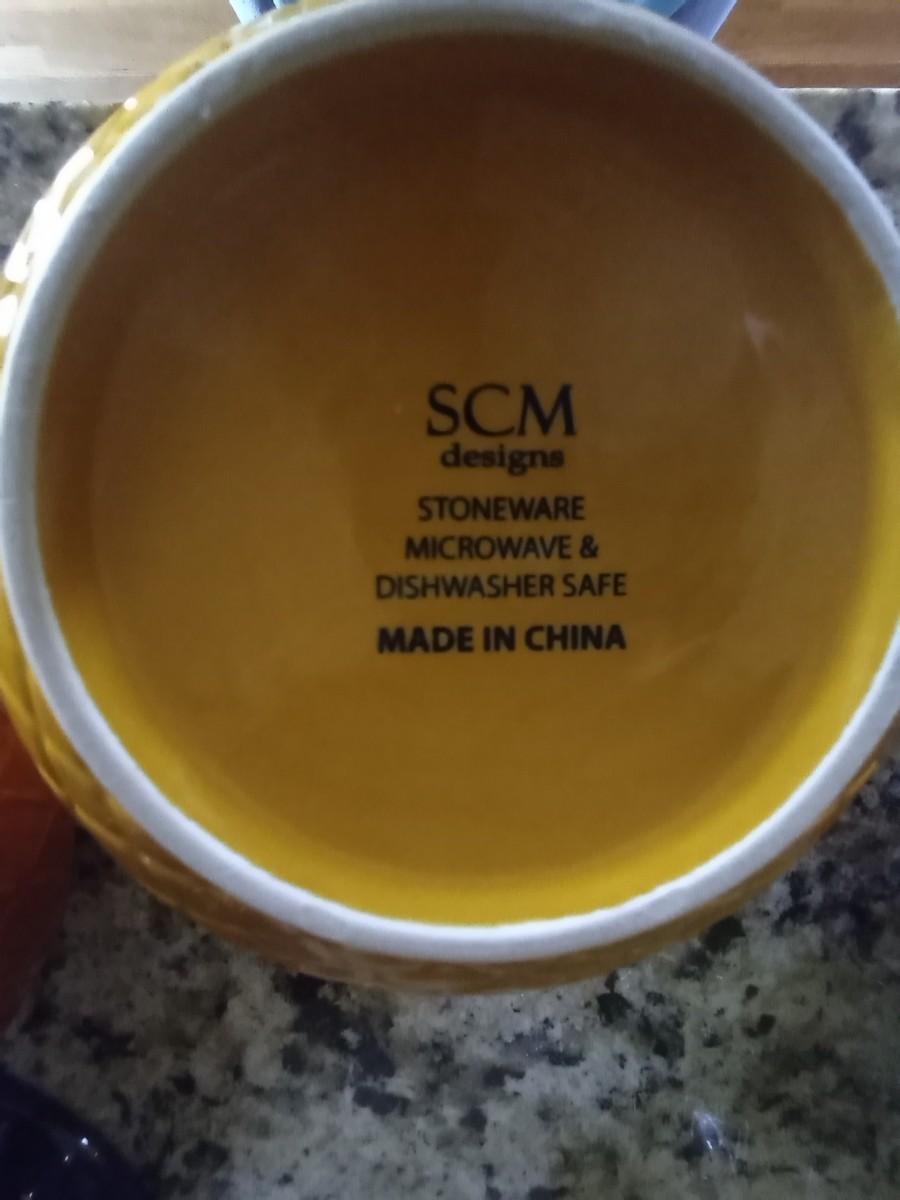 SCM
designs
STONEWARE
MICROWAVE &
DISHWASHER SAFE
MADE IN CHINA